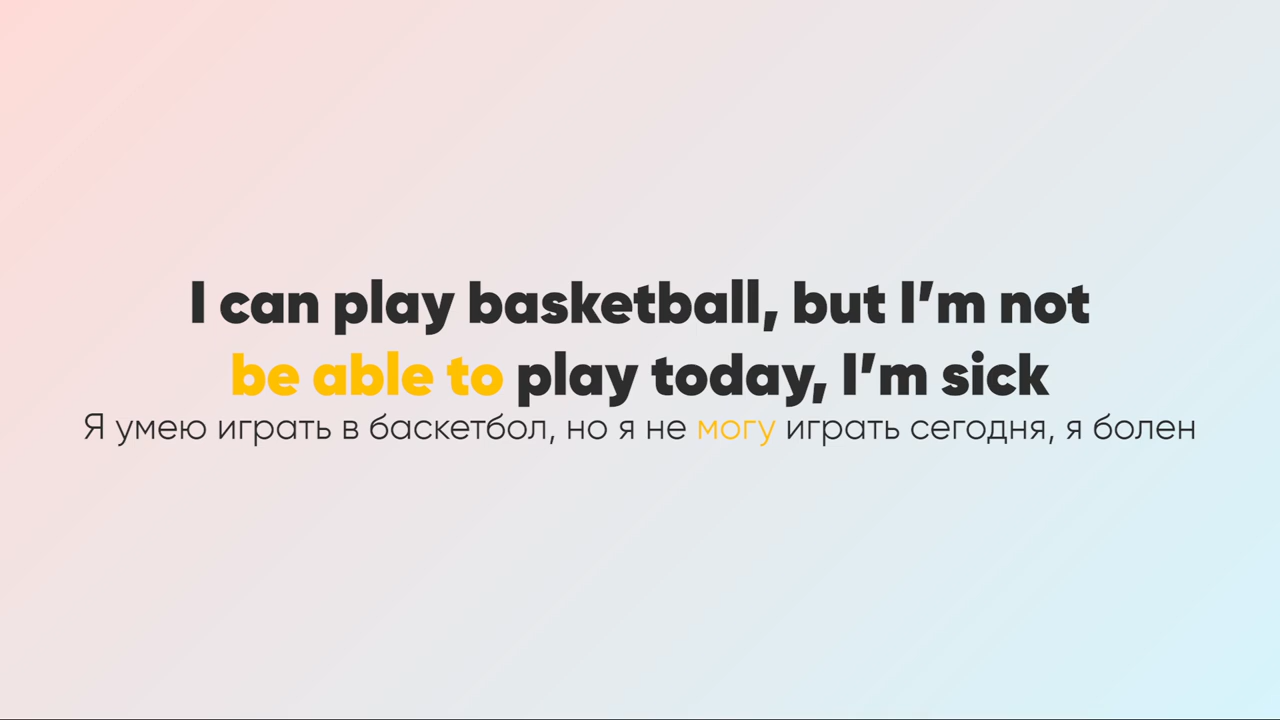 I can play basketball, but I’m not
be able to play today, I’m sick
Я умею играть в баскетбол, но я не могу играть сегодня, я болен